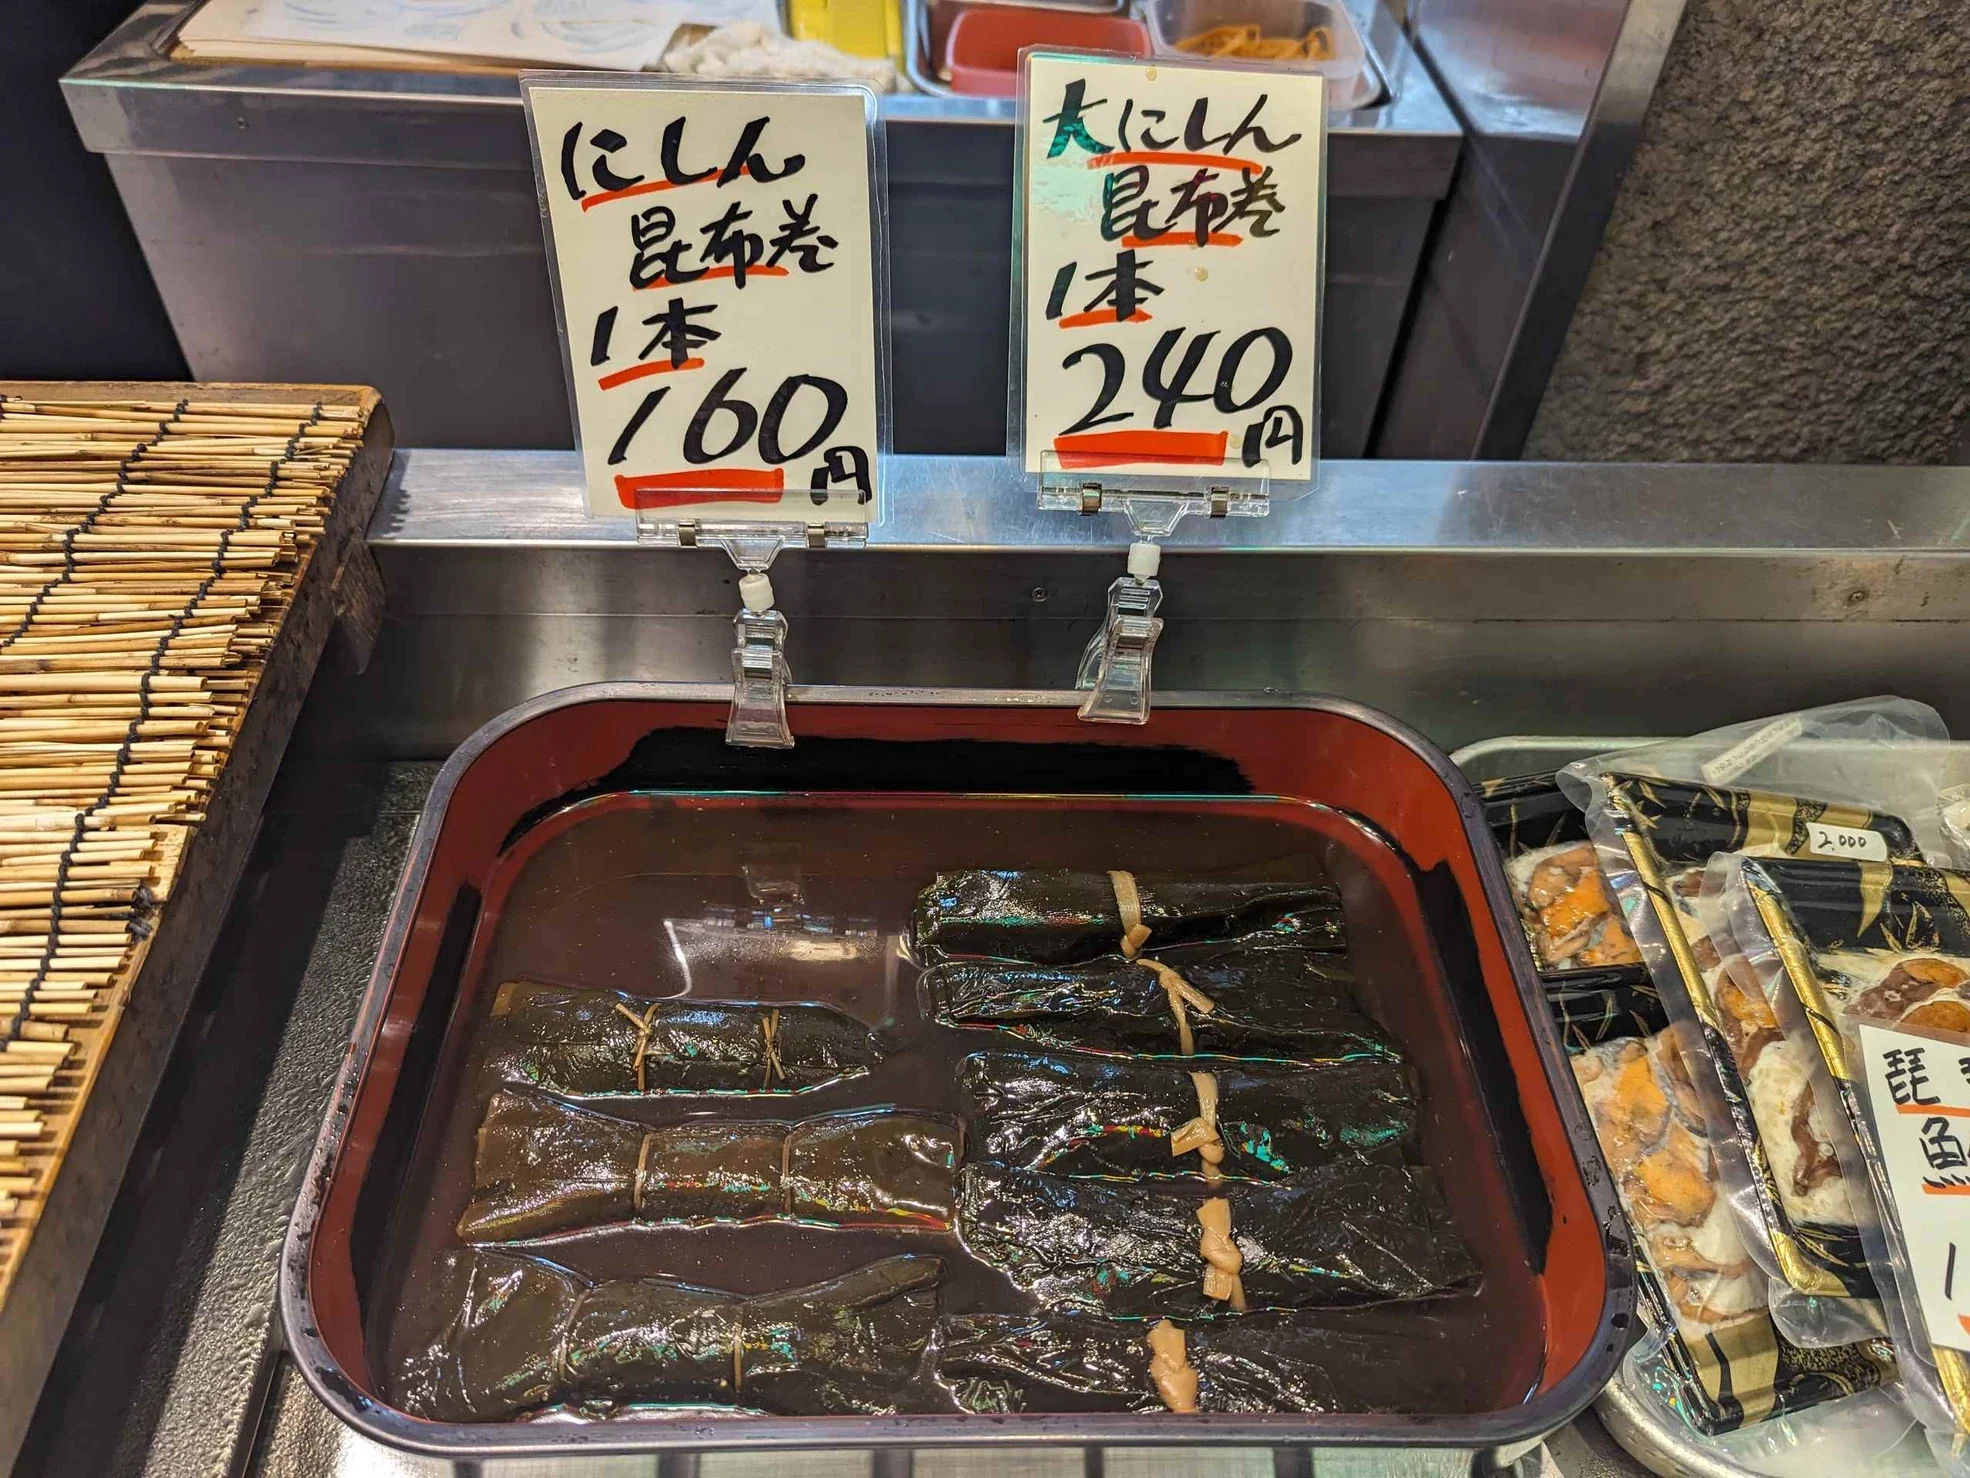 にしん
昆布巻
1本
160円
大にしん
昆布巻
1本
240円
2,000
琵